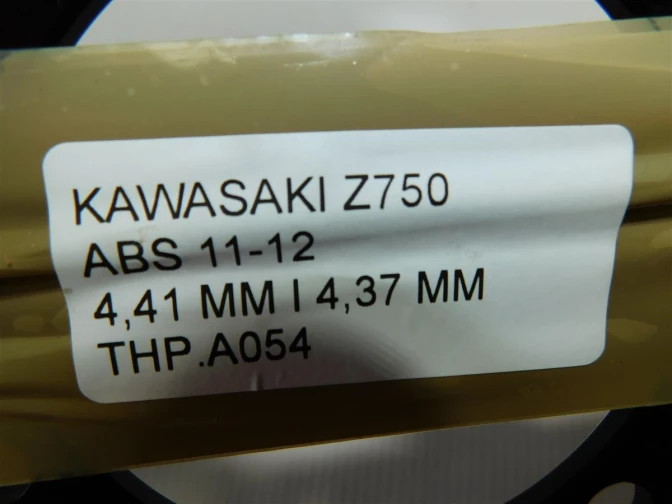 KAWASAKI Z750
ABS 11-12
4,41 MM I 4,37 MM
THP.A054